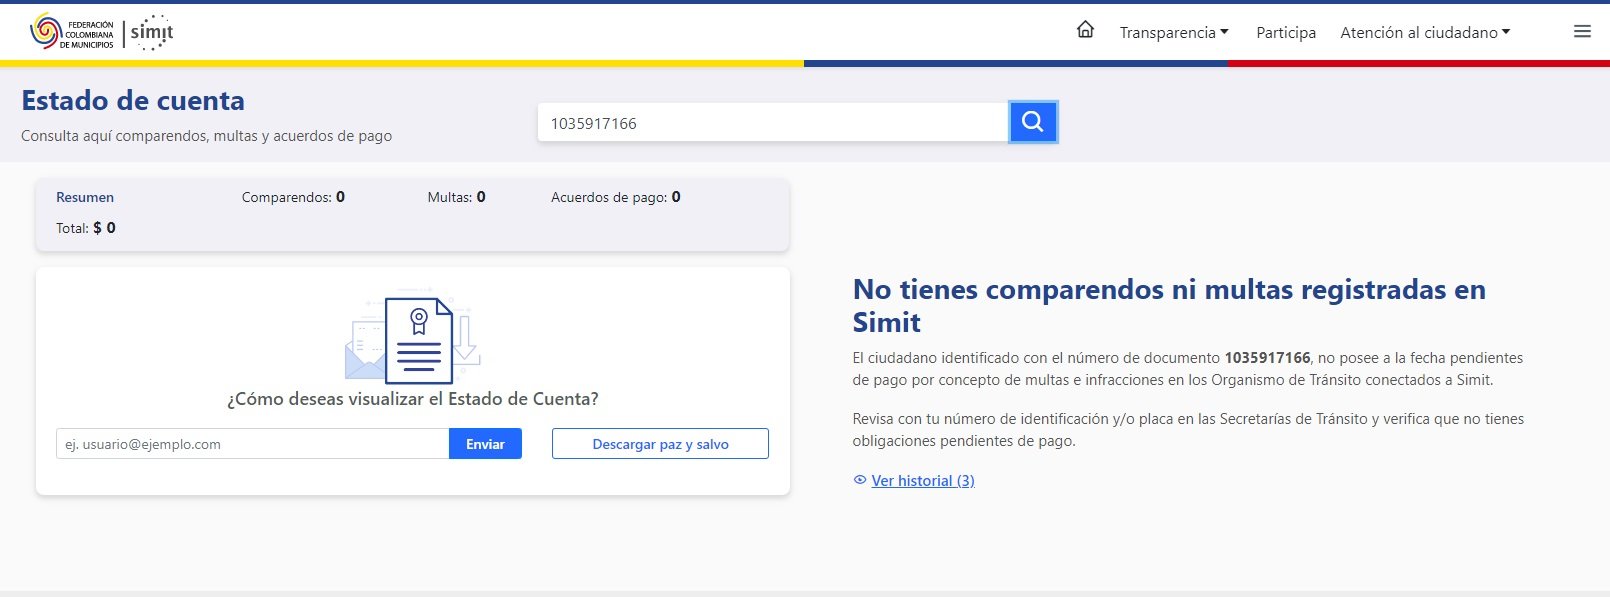 FEDERACIÓN
COLOMBIANA
DE MUNICIPIOS
simit
Transparencia
Participa
Atención al ciudadano
Estado de cuenta
Consulta aquí comparendos, multas y acuerdos de pago
1035917166
Resumen
Comparendos: 0
Multas: 0
Acuerdos de pago: 0
Total: $ 0
¿Cómo deseas visualizar el Estado de Cuenta?
ej. usuario@ejemplo.com
Enviar
Descargar paz y salvo
No tienes comparendos ni multas registradas en
Simit
El ciudadano identificado con el número de documento 1035917166, no posee a la fecha pendientes
de pago por concepto de multas e infracciones en los Organismo de Tránsito conectados a Simit.
Revisa con tu número de identificación y/o placa en las Secretarías de Tránsito y verifica que no tienes
obligaciones pendientes de pago.
Ver historial (3)